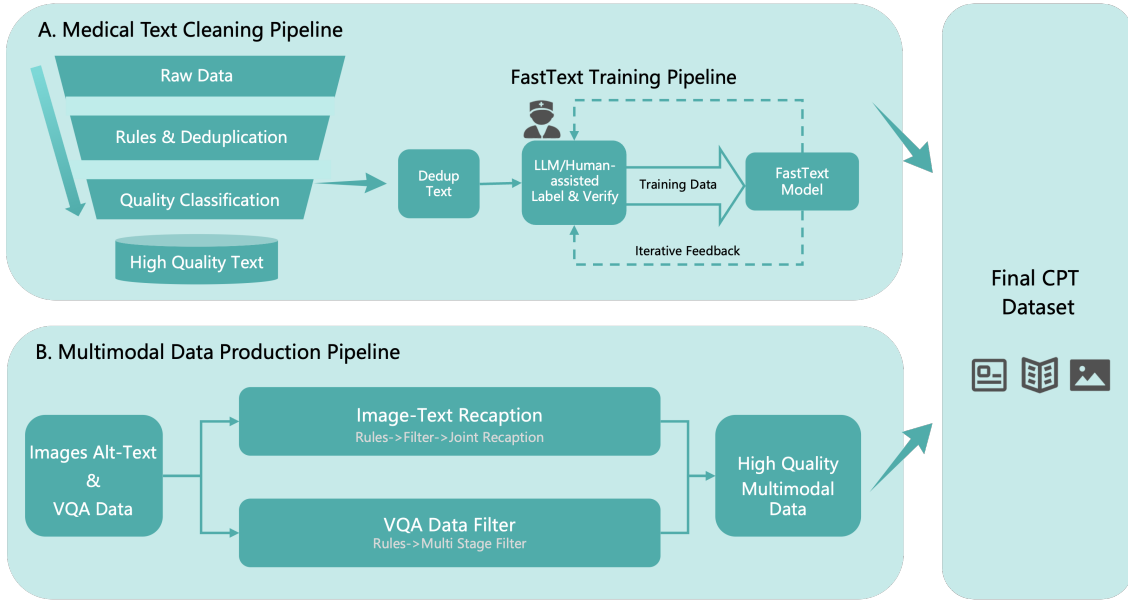 A. Medical Text Cleaning Pipeline
Raw Data
Rules & Deduplication
Quality Classification
High Quality Text
FastText Training Pipeline
Dedup
Text
LLM/Human-
assisted
Label & Verify
Training Data
FastText
Model
Iterative Feedback
B. Multimodal Data Production Pipeline
Images Alt-Text
&
VQA Data
Image-Text Recaption
Rules->Filter->Joint Recaption
VQA Data Filter
Rules->Multi Stage Filter
High Quality
Multimodal
Data
Final CPT
Dataset